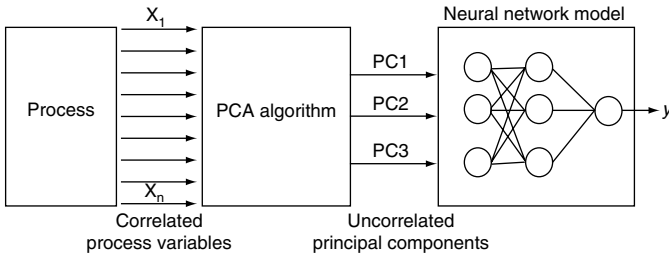 Neural network model
X1
Process
PCA algorithm
PC1
PC2
PC3
y
Xn
Correlated
process variables
Uncorrelated
principal components